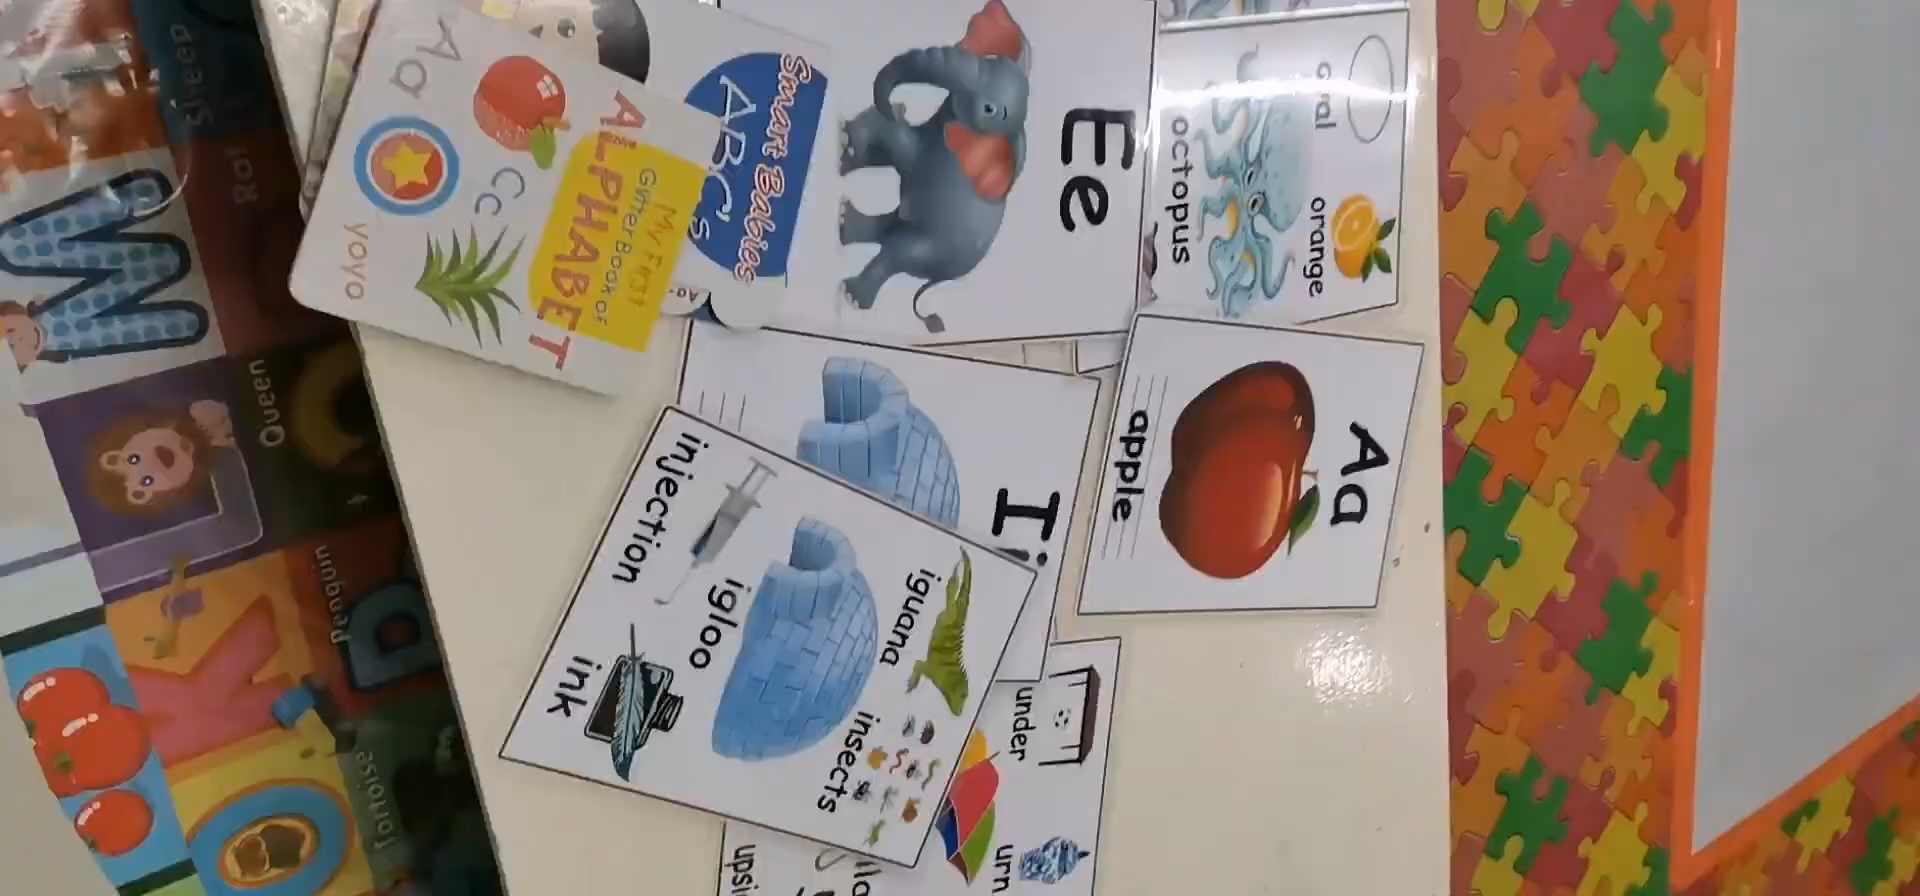 Aa
Cc
yoyo
My First
Glitter Book of
ALPHABET
Smart Babies
ABC's
Aa
Ee
octopus
orange
Aa
apple
Ii
iguana
insects
igloo
injection
ink
under
urn
Sheep
Rat
W
Queen
Penguin
K
Tortoise